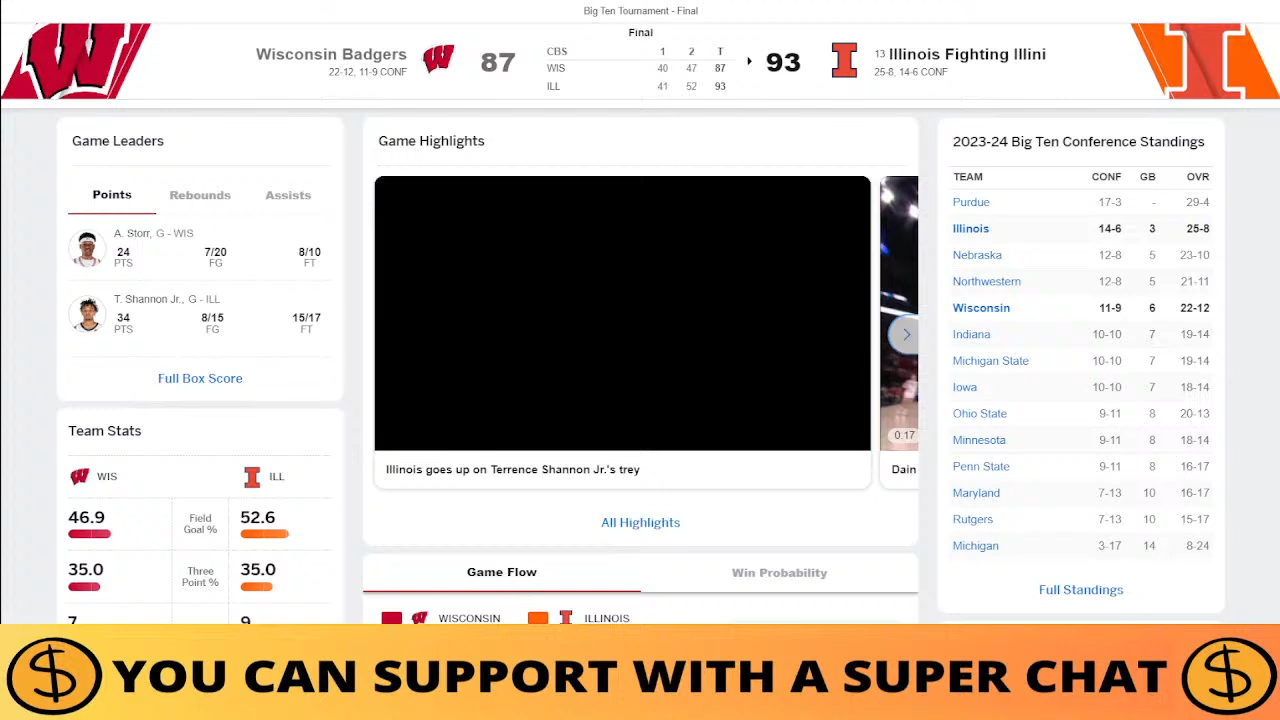 Big Ten Tournament - Final
Wisconsin Badgers
22-12, 11-9 CONF
87
Final
CBS 1 2 T
WIS 40 47 87
ILL 41 52 93
93
13 Illinois Fighting Illini
25-8, 14-6 CONF
Game Leaders
Points Rebounds Assists
A. Storr, G - WIS
24 7/20 8/10
PTS FG FT
T. Shannon Jr., G - ILL
34 8/15 15/17
PTS FG FT
Full Box Score
Team Stats
WIS ILL
46.9 Field Goal % 52.6
35.0 Three Point % 35.0
7 9
Game Highlights
0:17
Illinois goes up on Terrence Shannon Jr.'s trey
Dain
All Highlights
Game Flow Win Probability
WISCONSIN ILLINOIS
2023-24 Big Ten Conference Standings
TEAM CONF GB OVR
Purdue 17-3 - 29-4
Illinois 14-6 3 25-8
Nebraska 12-8 5 23-10
Northwestern 12-8 5 21-11
Wisconsin 11-9 6 22-12
Indiana 10-10 7 19-14
Michigan State 10-10 7 19-14
Iowa 10-10 7 18-14
Ohio State 9-11 8 20-13
Minnesota 9-11 8 18-14
Penn State 9-11 8 16-17
Maryland 7-13 10 16-17
Rutgers 7-13 10 15-17
Michigan 3-17 14 8-24
Full Standings
$ YOU CAN SUPPORT WITH A SUPER CHAT $